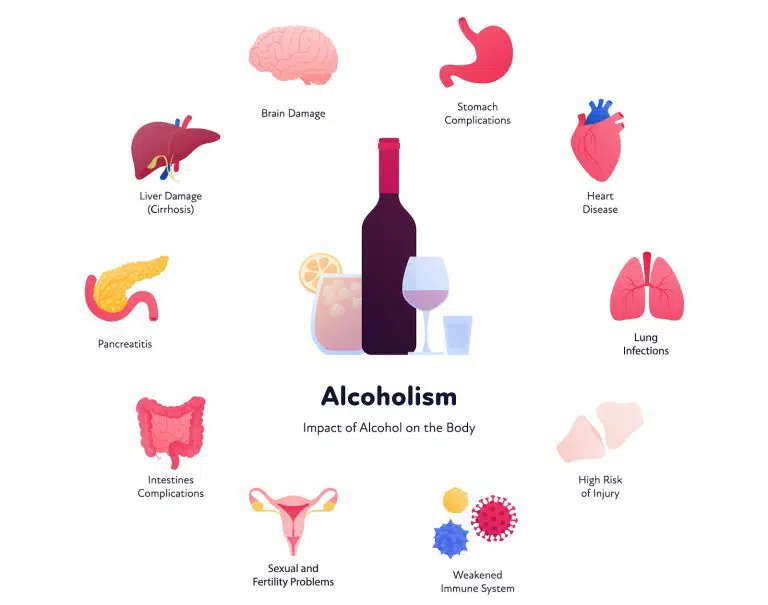 Brain Damage
Stomach
Complications
Liver Damage
(Cirrhosis)
Heart
Disease
Pancreatitis
Lung
Infections
Alcoholism
Impact of Alcohol on the Body
Intestines
Complications
High Risk
of Injury
Sexual and
Fertility Problems
Weakened
Immune System